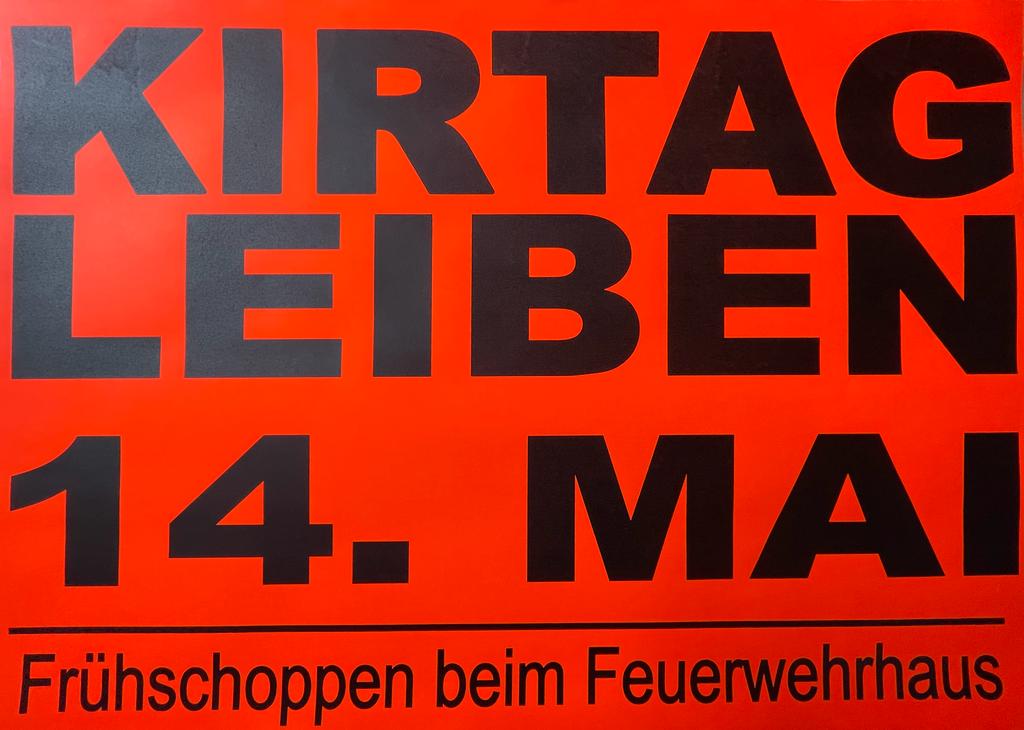 KIRTAG
LEIBEN
14. MAI
Frühschoppen beim Feuerwehrhaus